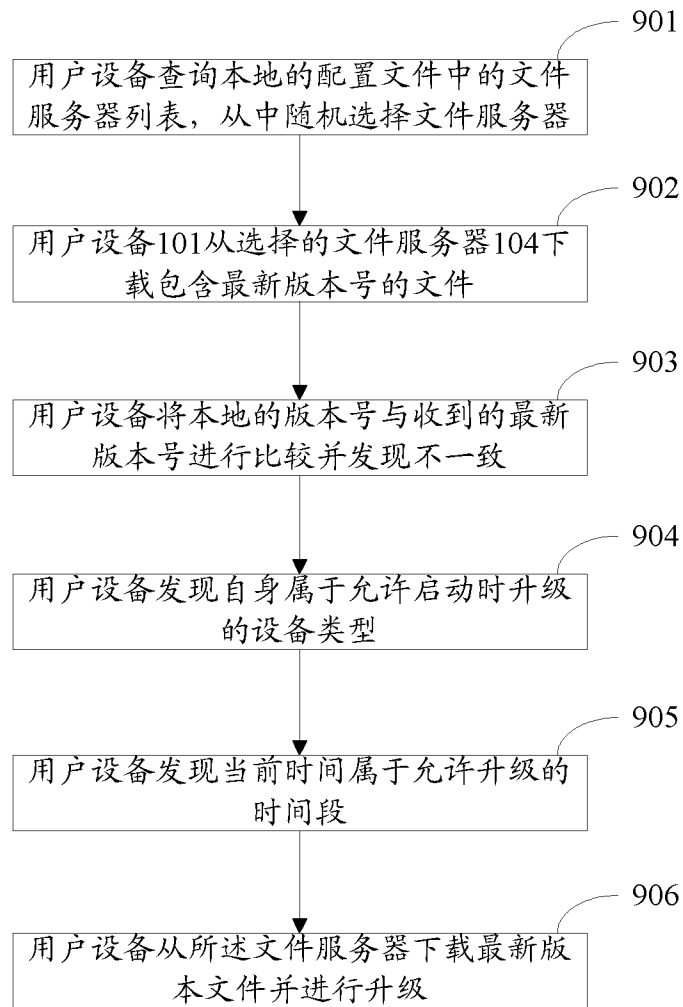 901
用户设备查询本地的配置文件中的文件
服务器列表，从中随机选择文件服务器
902
用户设备101从选择的文件服务器104下
载包含最新版本号的文件
903
用户设备将本地的版本号与收到的最新
版本号进行比较并发现不一致
904
用户设备发现自身属于允许启动时升级
的设备类型
905
用户设备发现当前时间属于允许升级的
时间段
906
用户设备从所述文件服务器下载最新版
本文件并进行升级